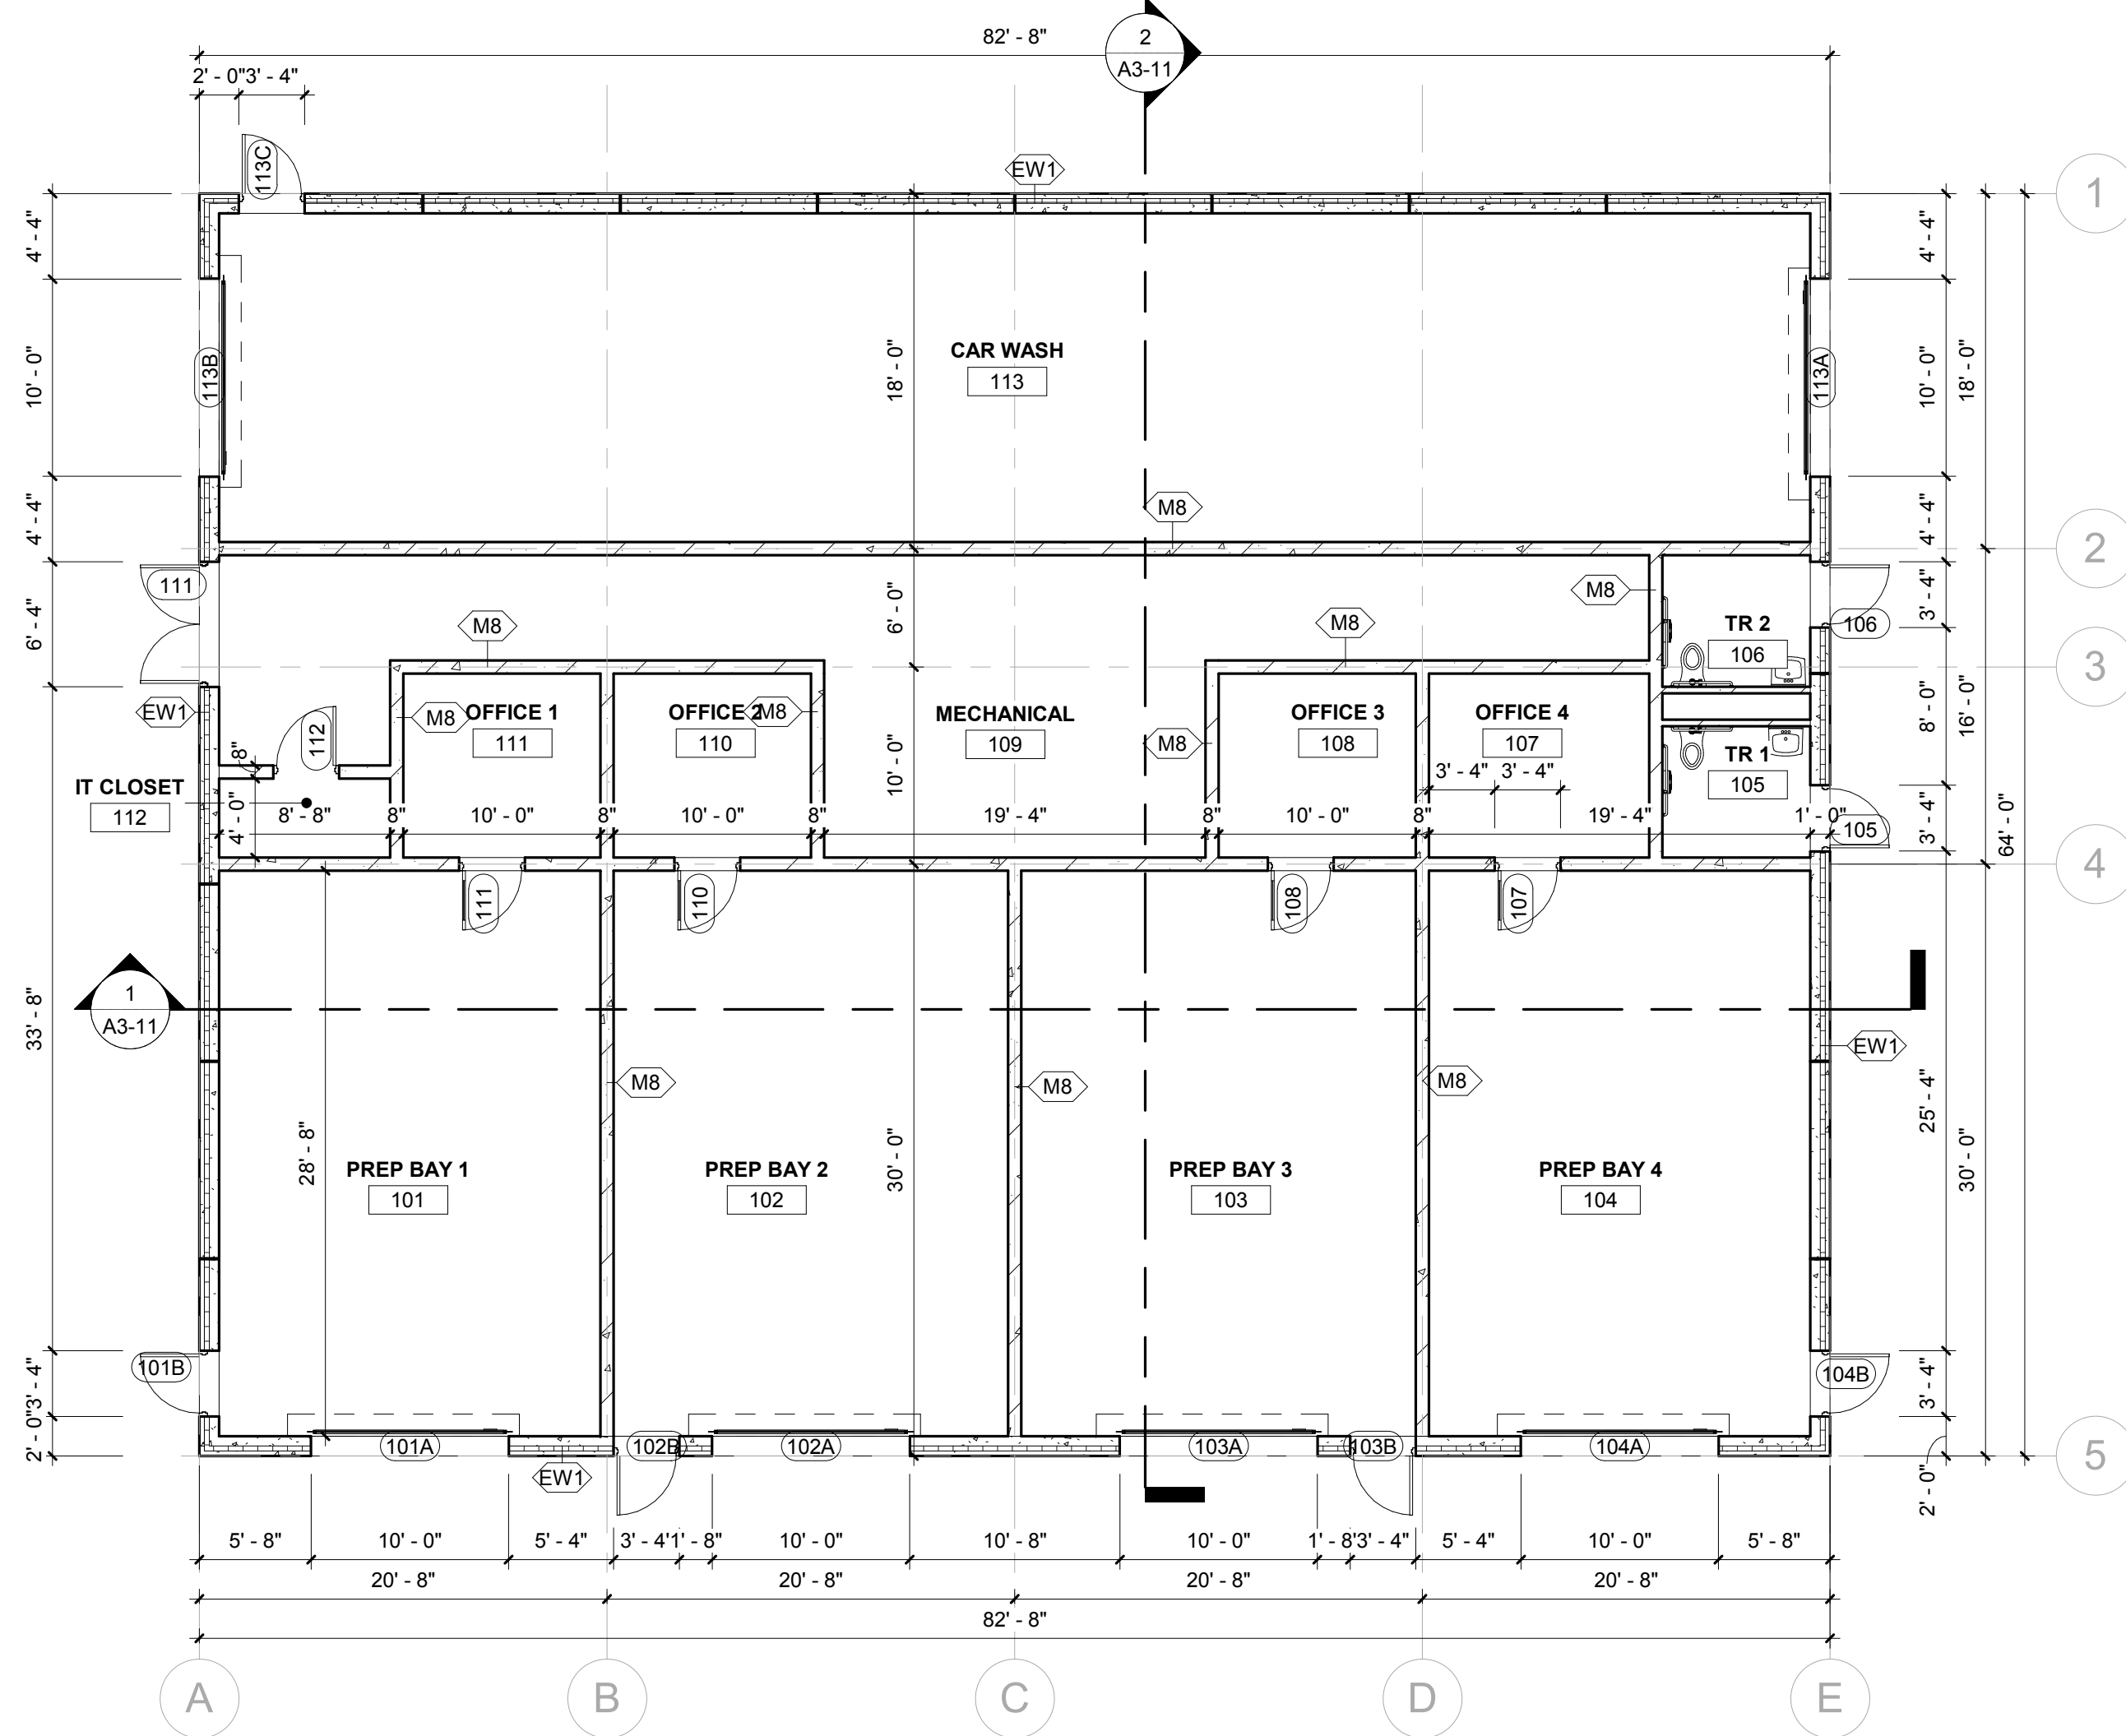 82' - 8"
2
A3-11
2' - 0"
3' - 4"
113C
EW1
1
4' - 4"
4' - 4"
10' - 0"
113B
18' - 0"
CAR WASH
113
113A
10' - 0"
18' - 0"
4' - 4"
M8
4' - 4"
2
111
6' - 4"
6' - 0"
M8
M8
M8
TR 2
106
106
3' - 4"
3
EW1
M8
OFFICE 1
111
OFFICE 2
110
M8
MECHANICAL
109
M8
OFFICE 3
108
OFFICE 4
107
8' - 0"
16' - 0"
112
8"
TR 1
105
IT CLOSET
112
4' - 0"
10' - 0"
3' - 4"
3' - 4"
8' - 8"
8"
10' - 0"
8"
10' - 0"
8"
19' - 4"
8"
10' - 0"
8"
19' - 4"
1' - 0"
105
3' - 4"
64' - 0"
4
111
110
108
107
1
A3-11
33' - 8"
EW1
M8
M8
M8
25' - 4"
28' - 8"
30' - 0"
30' - 0"
PREP BAY 1
101
PREP BAY 2
102
PREP BAY 3
103
PREP BAY 4
104
101B
104B
3' - 4"
3' - 4"
2' - 0"
101A
102B
102A
103A
103B
104A
5
EW1
2' - 0"
5' - 8"
10' - 0"
5' - 4"
3' - 4"
1' - 8"
10' - 0"
10' - 8"
10' - 0"
1' - 8"
3' - 4"
5' - 4"
10' - 0"
5' - 8"
20' - 8"
20' - 8"
20' - 8"
20' - 8"
82' - 8"
A
B
C
D
E